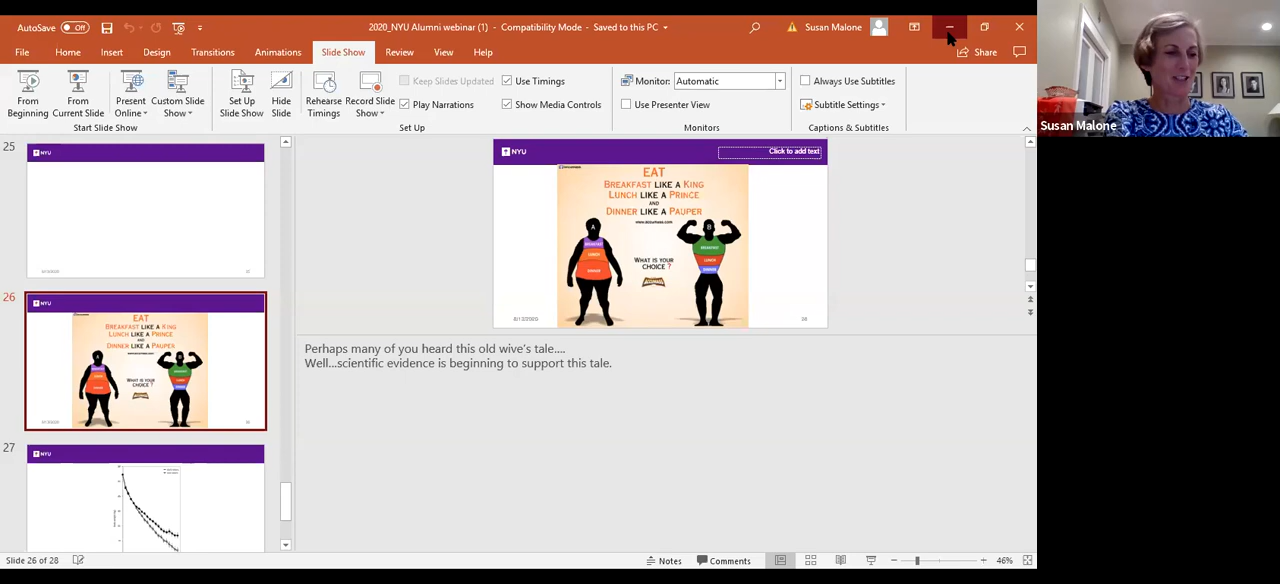 AutoSave Off
2020_NYU Alumni webinar (1) - Compatibility Mode - Saved to this PC
Susan Malone
File Home Insert Design Transitions Animations Slide Show Review View Help
Share
From Beginning
From Current Slide
Present Online
Custom Slide Show
Set Up Slide Show
Hide Slide
Rehearse Timings
Record Slide Show
Keep Slides Updated
Play Narrations
Use Timings
Show Media Controls
Monitor: Automatic
Use Presenter View
Always Use Subtitles
Subtitle Settings
Start Slide Show
Set Up
Monitors
Captions & Subtitles
Susan Malone
25
NYU
26
NYU
EAT
BREAKFAST LIKE A KING
LUNCH LIKE A PRINCE
AND
DINNER LIKE A PAUPER
WHAT IS YOUR
CHOICE ?
27
NYU
NYU
Click to add text
EAT
BREAKFAST LIKE A KING
LUNCH LIKE A PRINCE
AND
DINNER LIKE A PAUPER
A
B
BREAKFAST
LUNCH
DINNER
WHAT IS YOUR
CHOICE ?
BREAKFAST
LUNCH
DINNER
Perhaps many of you heard this old wive's tale....
Well...scientific evidence is beginning to support this tale.
Slide 26 of 28
Notes
Comments
46%